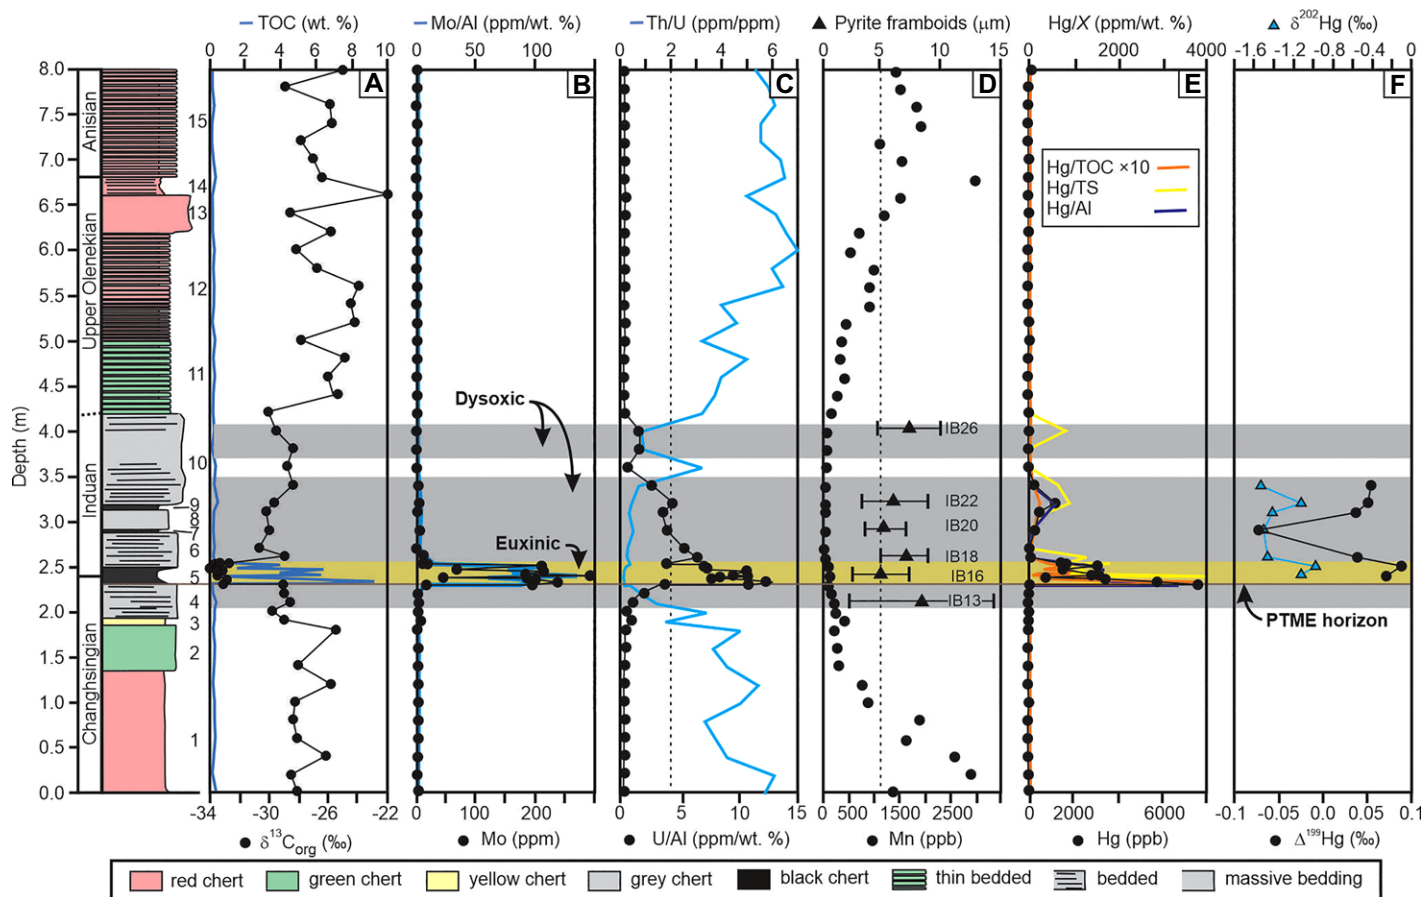 TOC (wt. %)
Mo/Al (ppm/wt. %)
Th/U (ppm/ppm)
▲ Pyrite framboids (μm)
Hg/X (ppm/wt. %)
δ²⁰²Hg (‰)
0 2 4 6 8 10
0 50 100
0 2 4 6
0 5 10 15
0 2000 4000
-1.6 -1.2 -0.8 -0.4 0
A
B
C
D
E
F
8.0
7.5
7.0
6.5
6.0
5.5
5.0
4.5
4.0
3.5
3.0
2.5
2.0
1.5
1.0
0.5
0.0
Depth (m)
Anisian
Upper Olenekian
Induan
Changhsingian
15
14
13
12
11
10
9
8
7
6
5
4
3
2
1
Hg/TOC ×10
Hg/TS
Hg/Al
Dysoxic
Euxinic
IB26
IB22
IB20
IB18
IB16
IB13
PTME horizon
-34 -30 -26 -22
0 100 200
5 10 15
0 500 1000 1500
0 2000 6000
-0.1 -0.05 0.0 0.05 0.1
δ¹³Corg (‰)
Mo (ppm)
U/Al (ppm/wt. %)
Mn (ppb)
Hg (ppb)
Δ¹⁹⁹Hg (‰)
red chert
green chert
yellow chert
grey chert
black chert
thin bedded
bedded
massive bedding